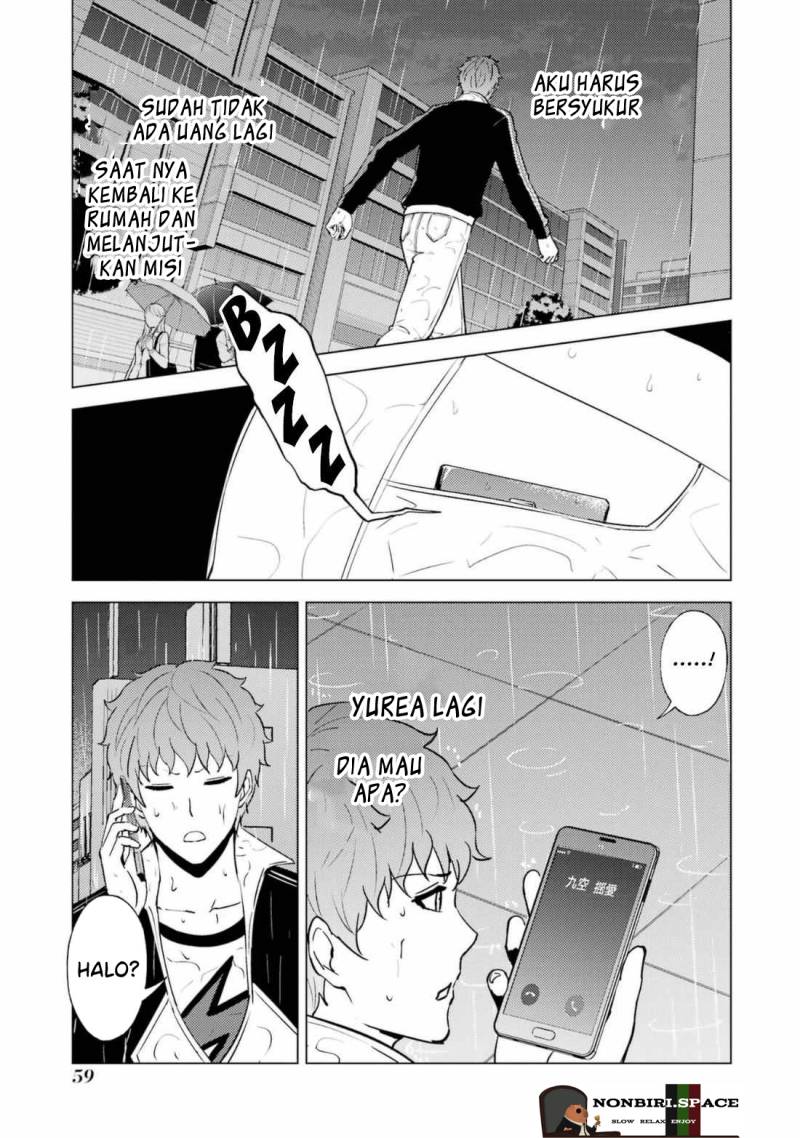 AKU HARUS
BERSYUKUR
SUDAH TIDAK
ADA UANG LAGI
SAAT NYA
KEMBALI KE
RUMAH DAN
MELANJUT-
KAN MISI
BZZZ
......!
YUREA LAGI
DIA MAU
APA?
九空 揺愛
HALO?
59
NONBIRI.SPACE
SLOW RELAX ENJOY